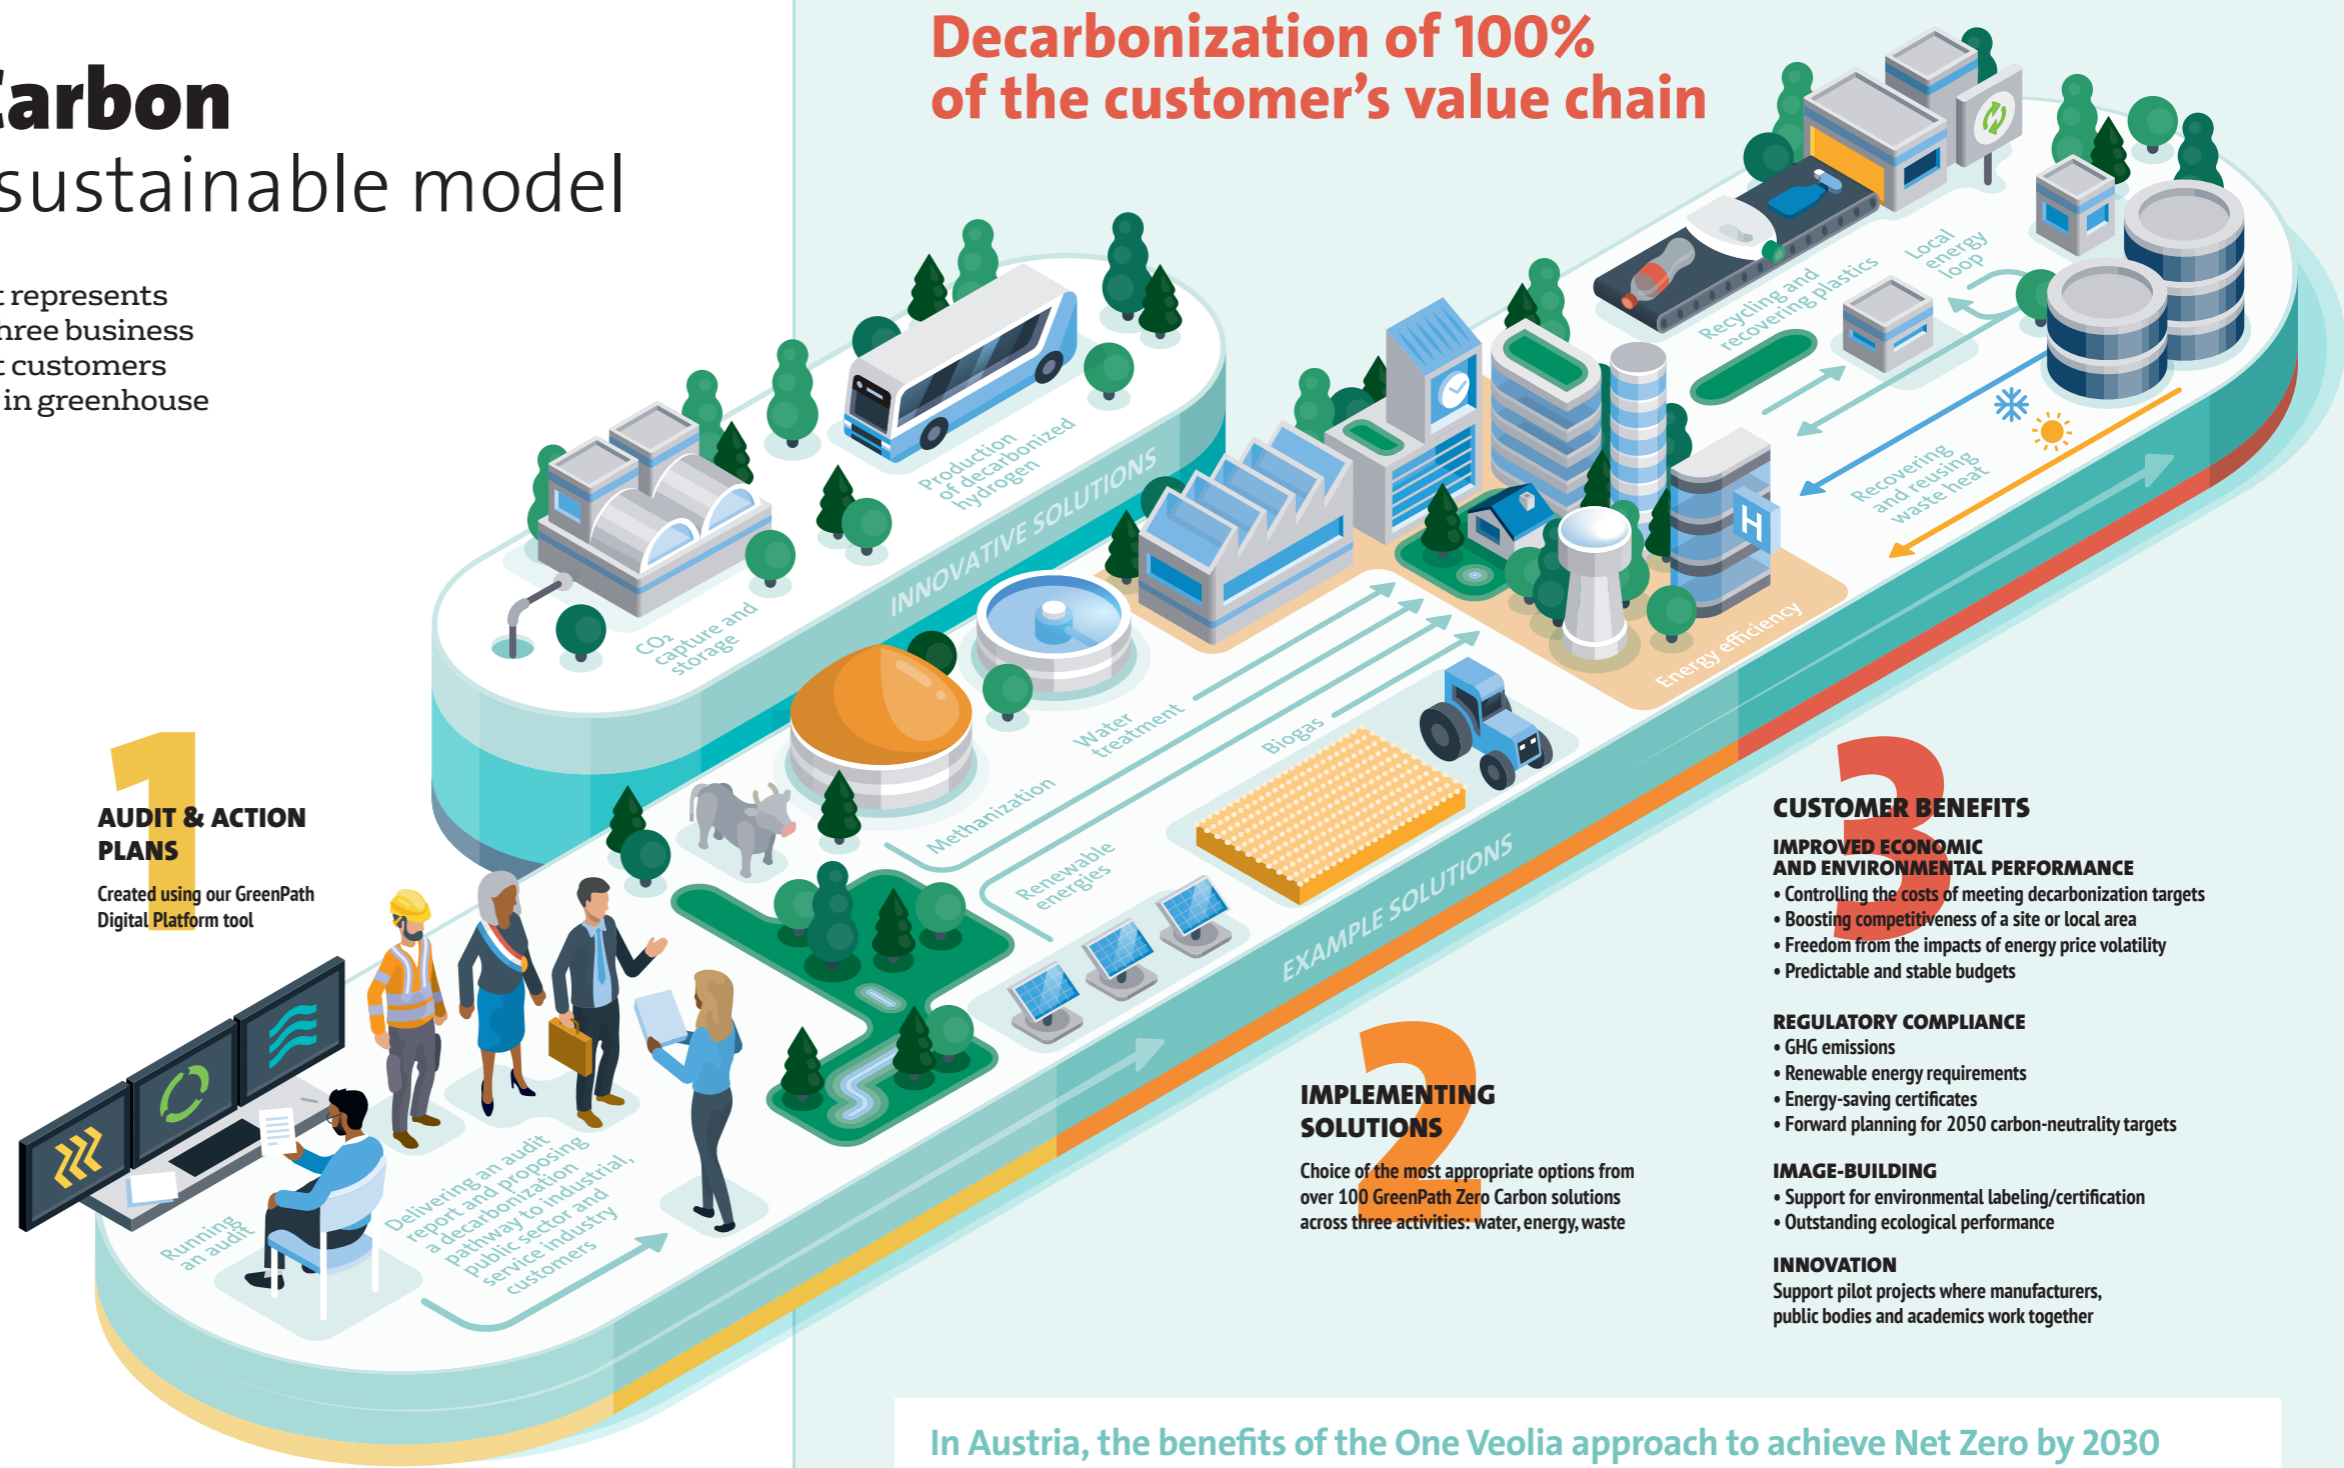 Carbon
sustainable model
represents
three business
customers
in greenhouse
Decarbonization of 100%
of the customer's value chain
Production
of decarbonized
hydrogen
CO₂
capture and
storage
INNOVATIVE SOLUTIONS
Recycling and
recovering plastics
Local
energy
loop
Recovering
and reusing
waste heat
H
Energy efficiency
Water
treatment
Biogas
Methanization
Renewable
energies
EXAMPLE SOLUTIONS
Running
an audit
Delivering an audit
report and proposing
a decarbonization
pathway to industrial,
public sector and
service industry
customers
1
AUDIT & ACTION
PLANS
Created using our GreenPath
Digital Platform tool
2
IMPLEMENTING
SOLUTIONS
Choice of the most appropriate options from
over 100 GreenPath Zero Carbon solutions
across three activities: water, energy, waste
3
CUSTOMER BENEFITS
IMPROVED ECONOMIC
AND ENVIRONMENTAL PERFORMANCE
• Controlling the costs of meeting decarbonization targets
• Boosting competitiveness of a site or local area
• Freedom from the impacts of energy price volatility
• Predictable and stable budgets
REGULATORY COMPLIANCE
• GHG emissions
• Renewable energy requirements
• Energy-saving certificates
• Forward planning for 2050 carbon-neutrality targets
IMAGE-BUILDING
• Support for environmental labeling/certification
• Outstanding ecological performance
INNOVATION
Support pilot projects where manufacturers,
public bodies and academics work together
In Austria, the benefits of the One Veolia approach to achieve Net Zero by 2030